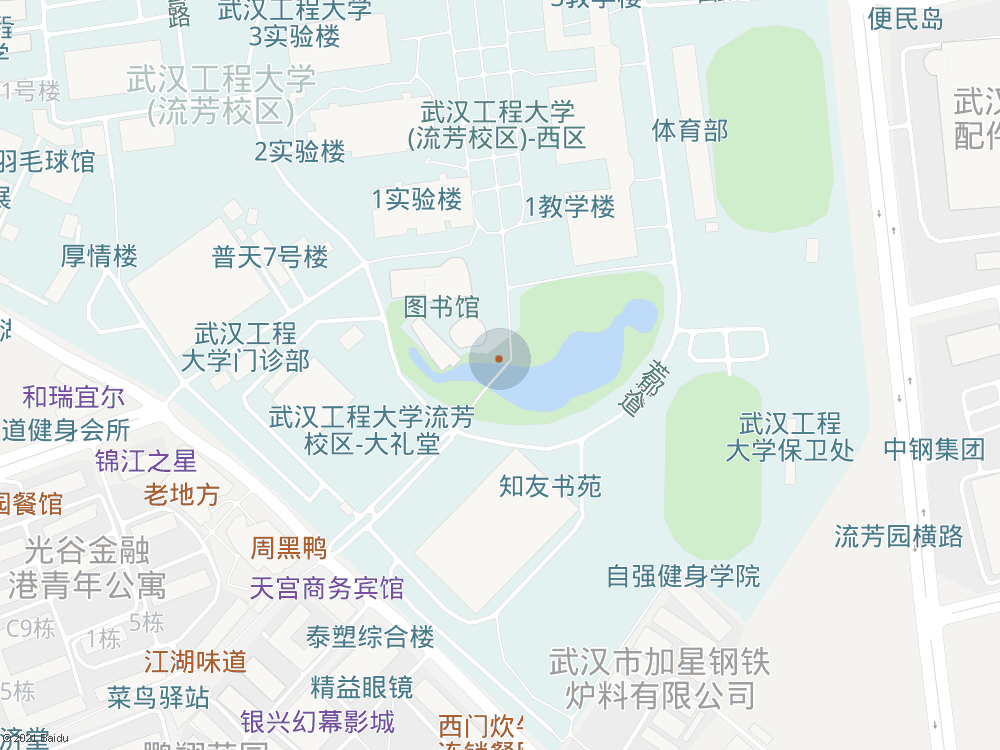 武汉工程大学
3实验楼
便民岛
武汉工程大学
(流芳校区)
1号楼
武汉工程大学
(流芳校区)-西区
体育部
2实验楼
羽毛球馆
1实验楼
1教学楼
厚情楼
普天7号楼
图书馆
武汉工程
大学门诊部
和瑞宜尔
道健身会所
武汉工程大学流芳
校区-大礼堂
武汉工程
大学保卫处
中钢集团
锦江之星
老地方
知友书苑
园餐馆
光谷金融
港青年公寓
周黑鸭
流芳园横路
天宫商务宾馆
自强健身学院
C9栋
1栋
5栋
泰塑综合楼
江湖味道
武汉市加星钢铁
炉料有限公司
5栋
菜鸟驿站
精益眼镜
银兴幻幕影城
济堂
© 2021 Baidu